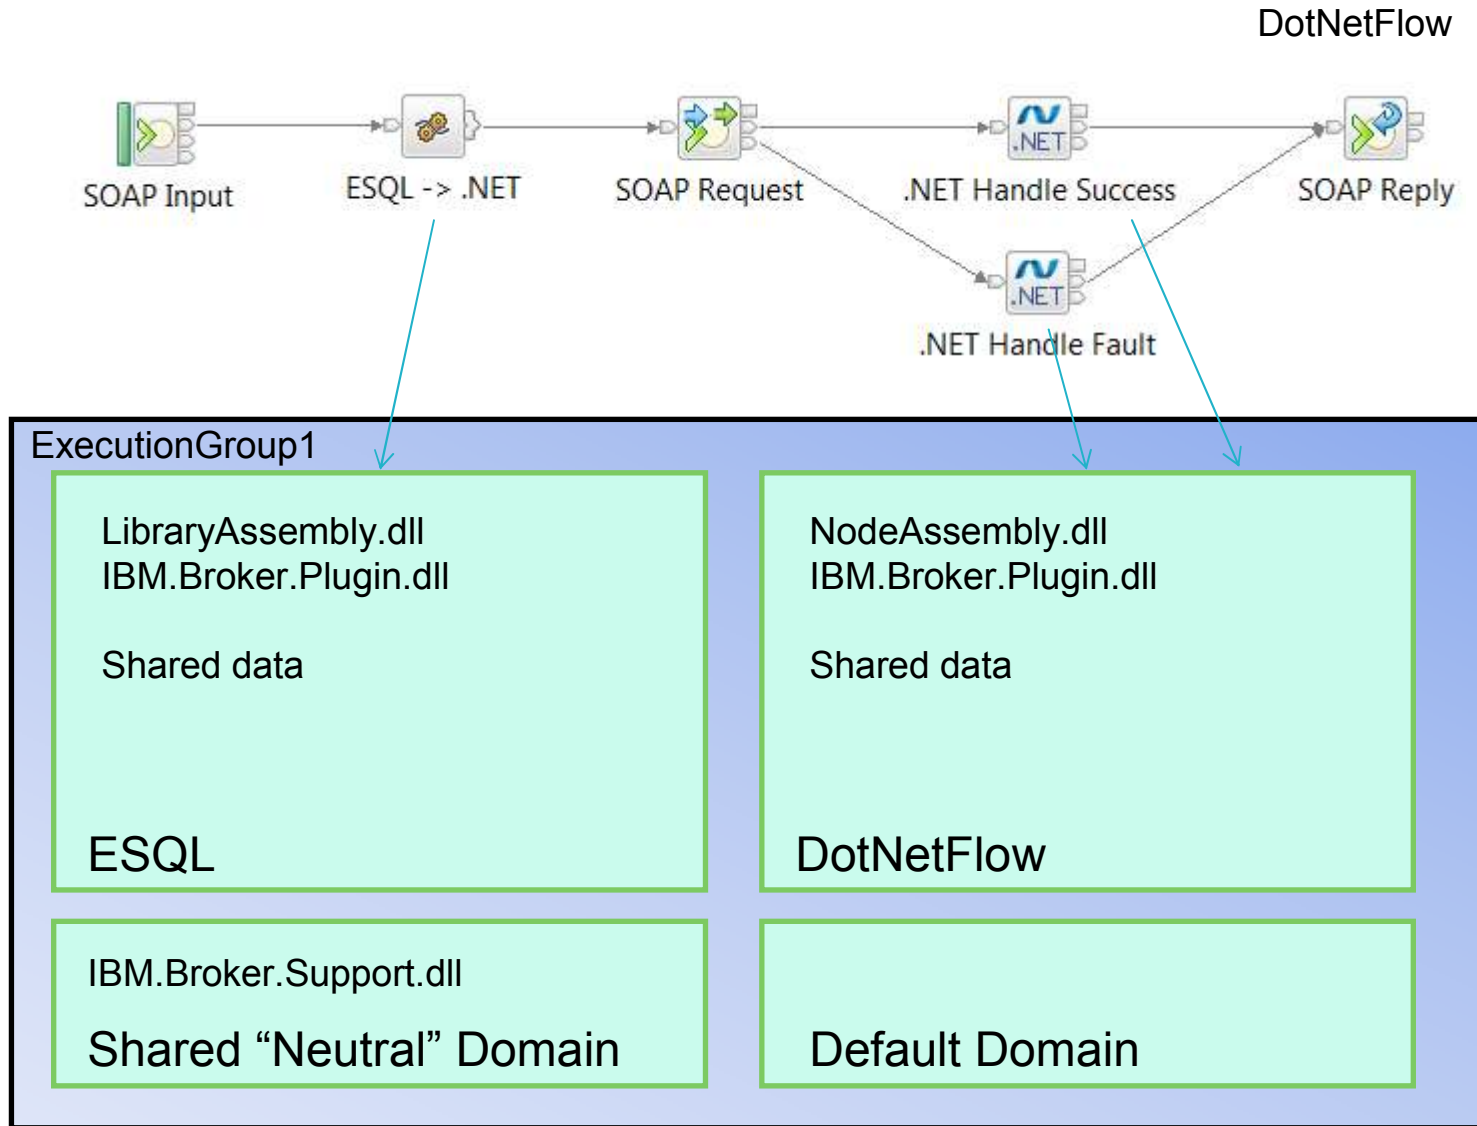 DotNetFlow
.NET
SOAP Input
ESQL -> .NET
SOAP Request
.NET Handle Success
SOAP Reply
.NET
.NET Handle Fault
ExecutionGroup1
LibraryAssembly.dll
IBM.Broker.Plugin.dll
Shared data
ESQL
NodeAssembly.dll
IBM.Broker.Plugin.dll
Shared data
DotNetFlow
IBM.Broker.Support.dll
Shared “Neutral” Domain
Default Domain